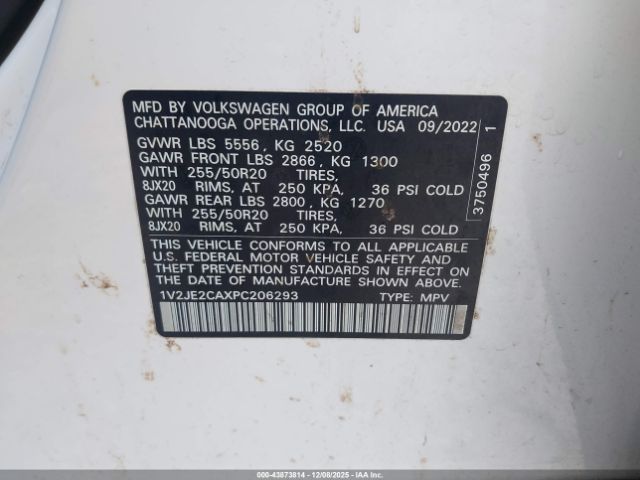 MFD BY VOLKSWAGEN GROUP OF AMERICA
CHATTANOOGA OPERATIONS, LLC. USA 09/2022
GVWR LBS 5556, KG 2520
GAWR FRONT LBS 2866, KG 1300
WITH 255/50R20 TIRES,
8JX20 RIMS, AT 250 KPA, 36 PSI COLD
GAWR REAR LBS 2800, KG 1270
WITH 255/50R20 TIRES,
8JX20 RIMS, AT 250 KPA, 36 PSI COLD
THIS VEHICLE CONFORMS TO ALL APPLICABLE
U.S. FEDERAL MOTOR VEHICLE SAFETY AND
THEFT PREVENTION STANDARDS IN EFFECT ON
THE DATE OF MANUFACTURE SHOWN ABOVE.
1V2JE2CAXPC206293 TYPE: MPV
3750496 1
000-43873814 - 12/08/2025 - IAAI.com